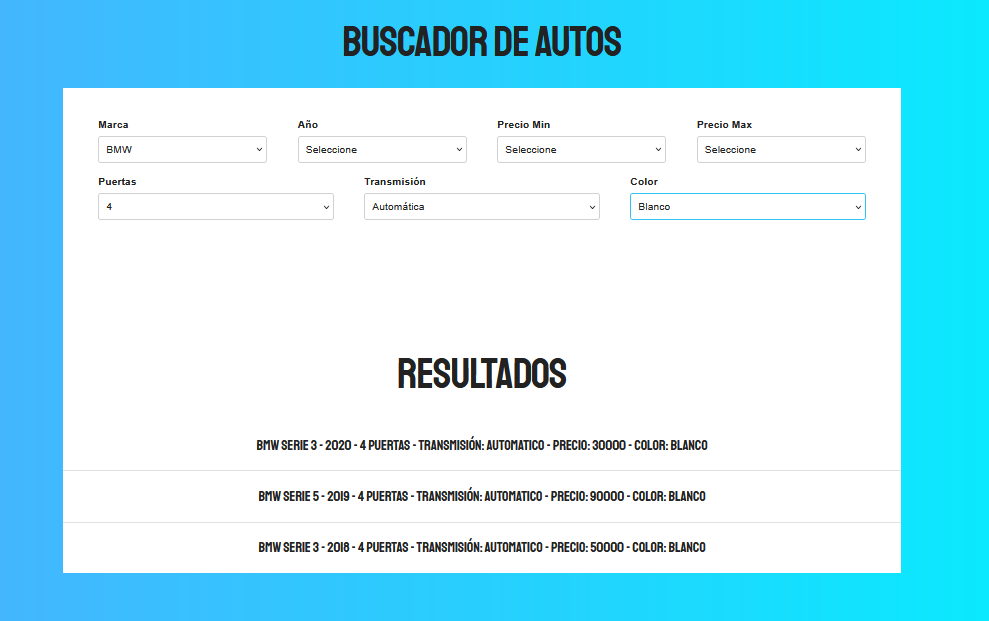 BUSCADOR DE AUTOS
Marca Año Precio Min Precio Max
BMW Seleccione Seleccione Seleccione
Puertas Transmisión Color
4 Automática Blanco
RESULTADOS
BMW SERIE 3 - 2020 - 4 PUERTAS - TRANSMISIÓN: AUTOMATICO - PRECIO: 30000 - COLOR: BLANCO
BMW SERIE 5 - 2019 - 4 PUERTAS - TRANSMISIÓN: AUTOMATICO - PRECIO: 90000 - COLOR: BLANCO
BMW SERIE 3 - 2018 - 4 PUERTAS - TRANSMISIÓN: AUTOMATICO - PRECIO: 50000 - COLOR: BLANCO